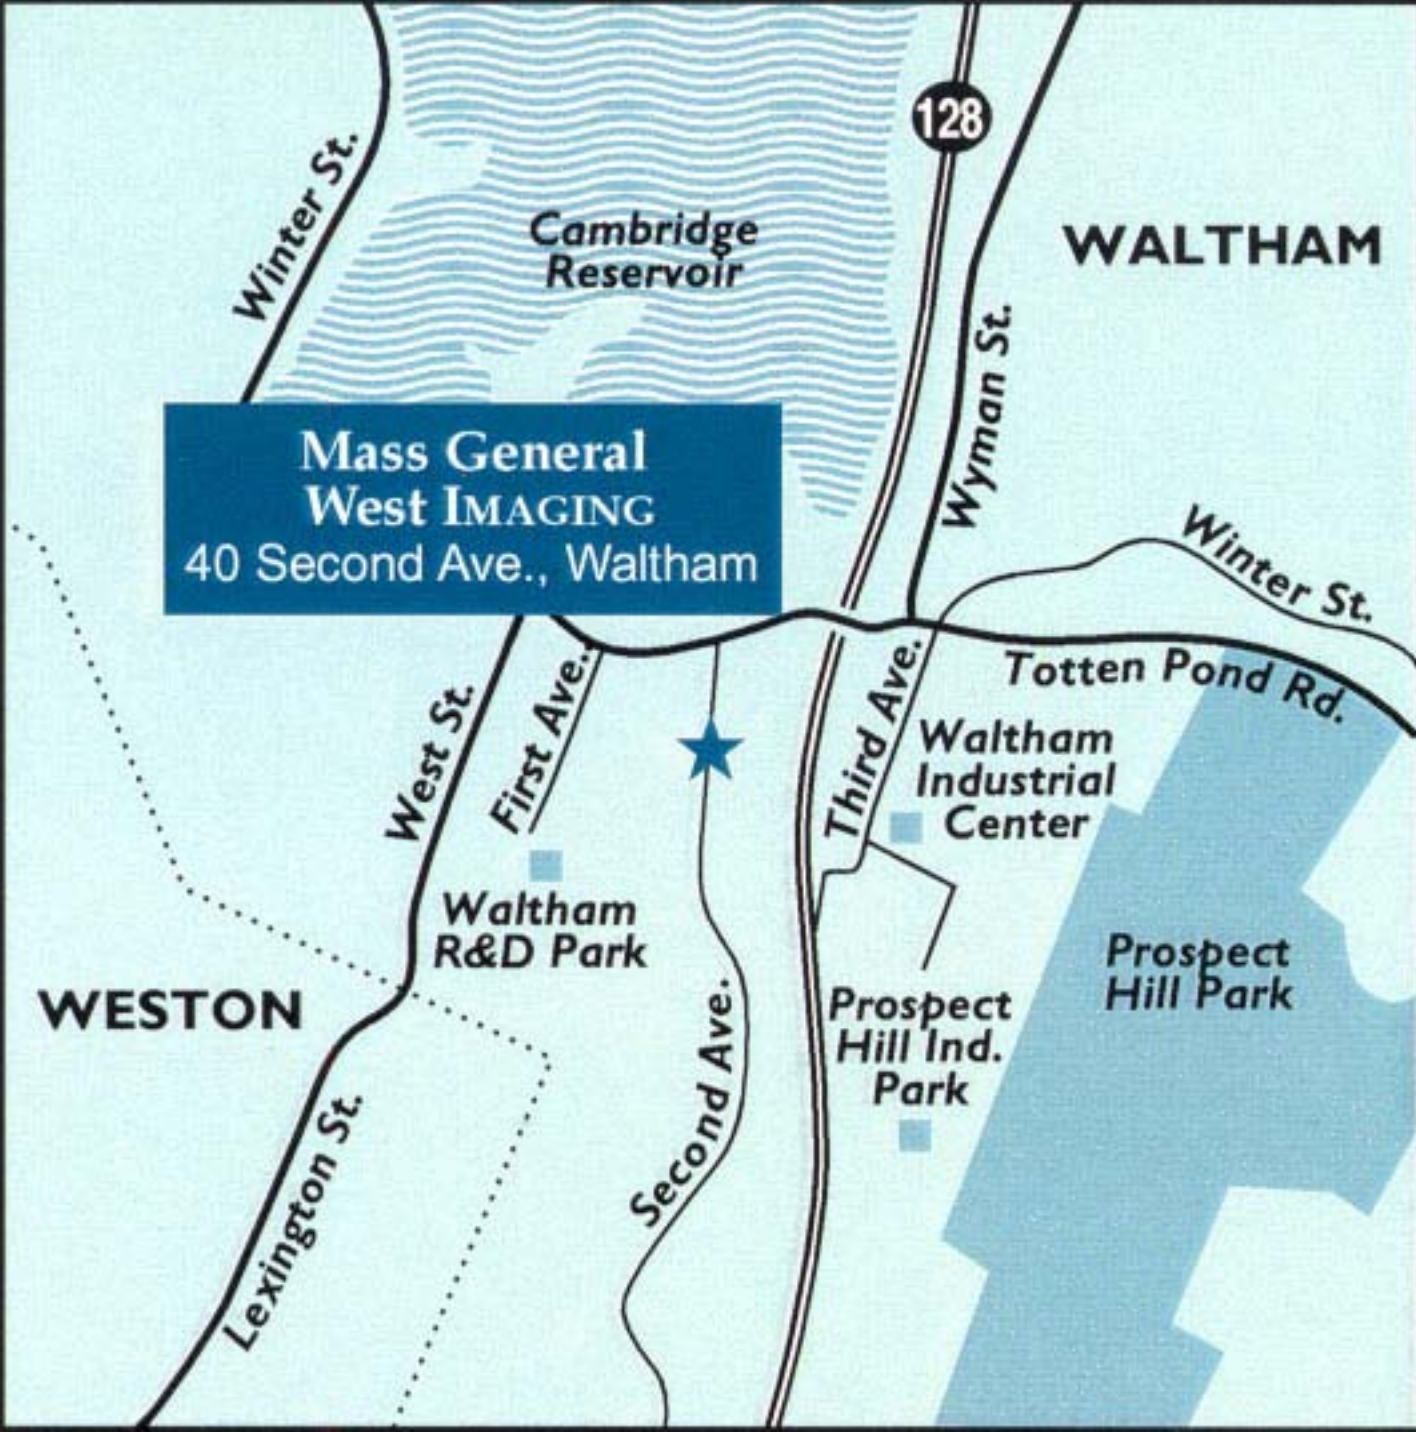 128
Winter St.
Cambridge
Reservoir
WALTHAM
Wyman St.
Mass General
West IMAGING
40 Second Ave., Waltham
Winter St.
Totten Pond Rd.
First Ave.
West St.
Third Ave.
Waltham
Industrial
Center
Waltham
R&D Park
Prospect
Hill Park
WESTON
Prospect
Hill Ind.
Park
Second Ave.
Lexington St.